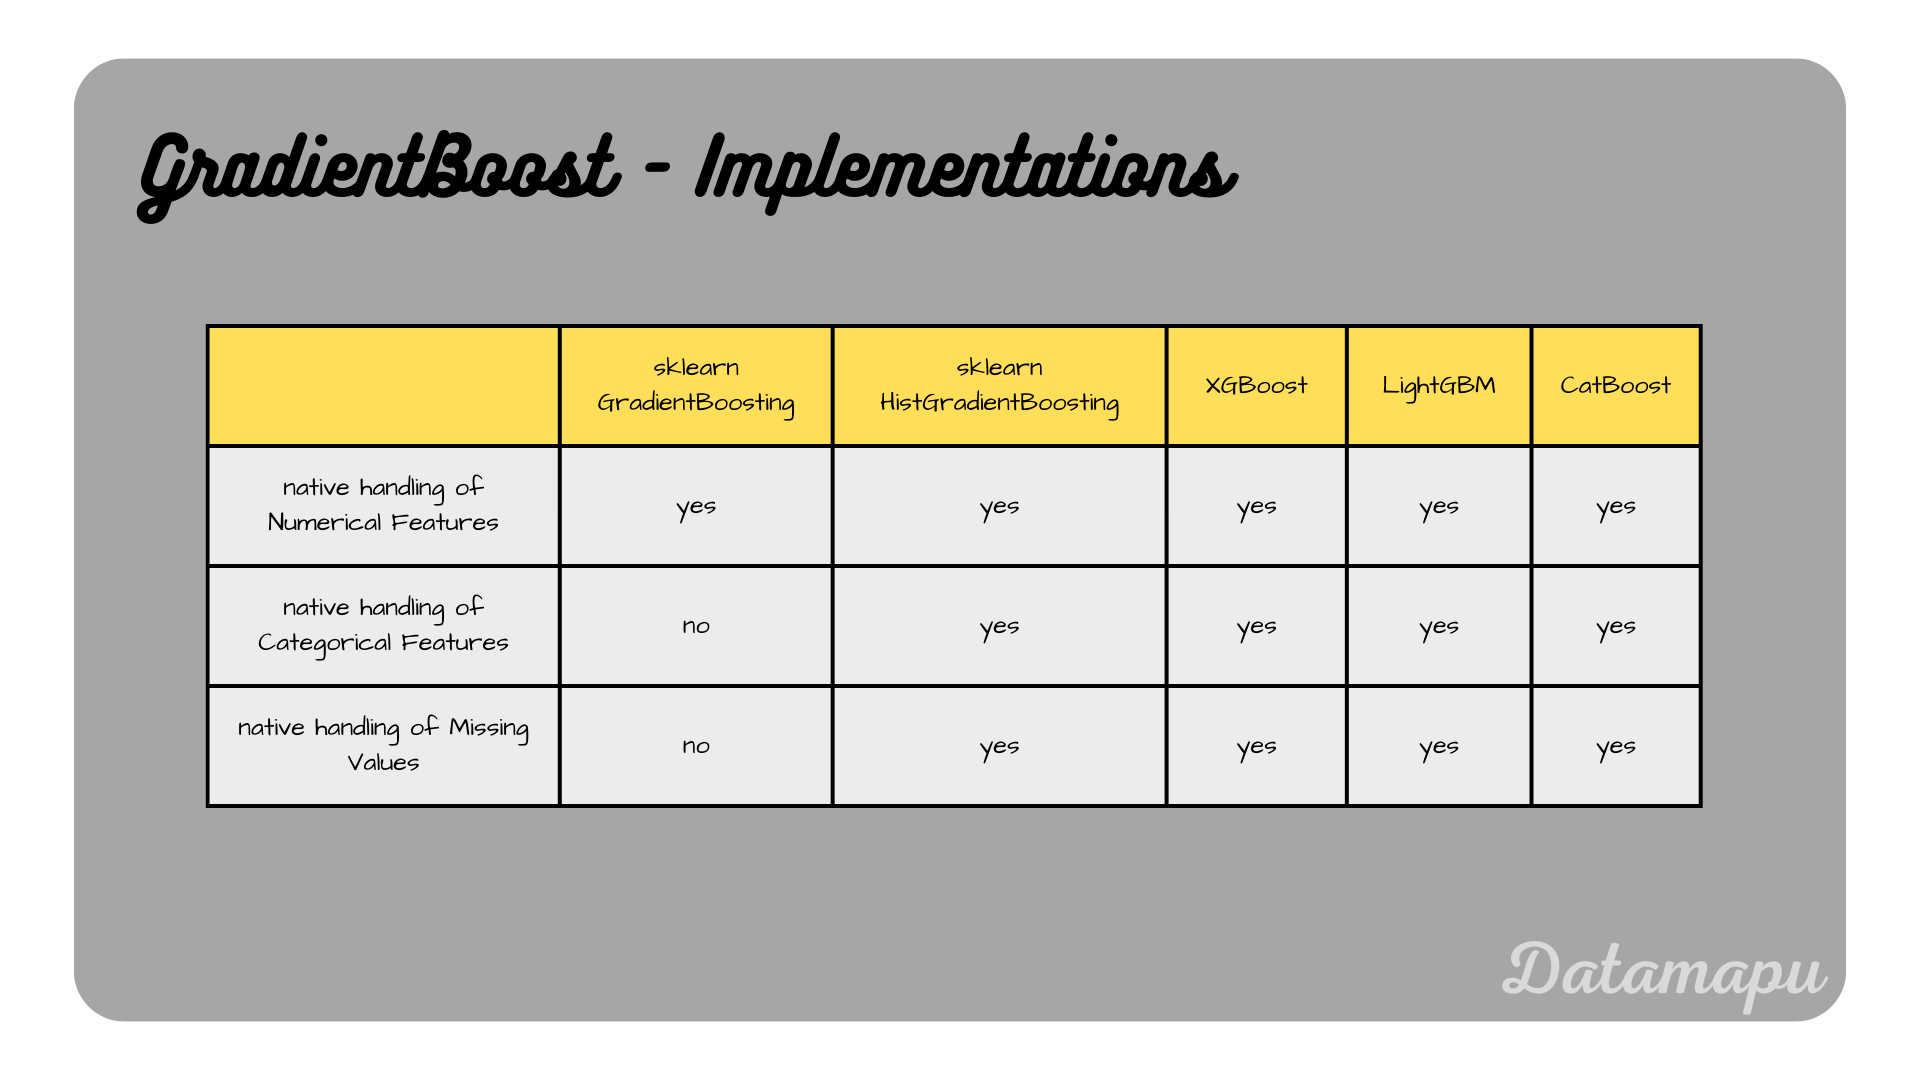 GradientBoost - Implementations
sklearn
GradientBoosting
sklearn
HistGradientBoosting
XGBoost
LightGBM
CatBoost
native handling of
Numerical Features
yes
yes
yes
yes
yes
native handling of
Categorical Features
no
yes
yes
yes
yes
native handling of Missing
Values
no
yes
yes
yes
yes
Datamapu